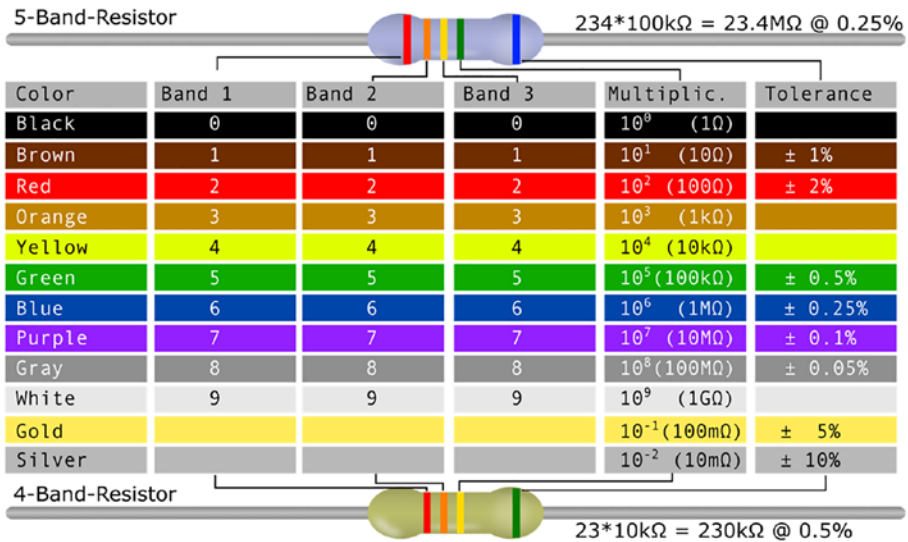 5-Band-Resistor
234*100kΩ = 23.4MΩ @ 0.25%
Color Band 1 Band 2 Band 3 Multiplic. Tolerance
Black 0 0 0 10⁰ (1Ω)
Brown 1 1 1 10¹ (10Ω) ± 1%
Red 2 2 2 10² (100Ω) ± 2%
Orange 3 3 3 10³ (1kΩ)
Yellow 4 4 4 10⁴ (10kΩ)
Green 5 5 5 10⁵(100kΩ) ± 0.5%
Blue 6 6 6 10⁶ (1MΩ) ± 0.25%
Purple 7 7 7 10⁷ (10MΩ) ± 0.1%
Gray 8 8 8 10⁸(100MΩ) ± 0.05%
White 9 9 9 10⁹ (1GΩ)
Gold 10⁻¹(100mΩ) ± 5%
Silver 10⁻² (10mΩ) ± 10%
4-Band-Resistor
23*10kΩ = 230kΩ @ 0.5%